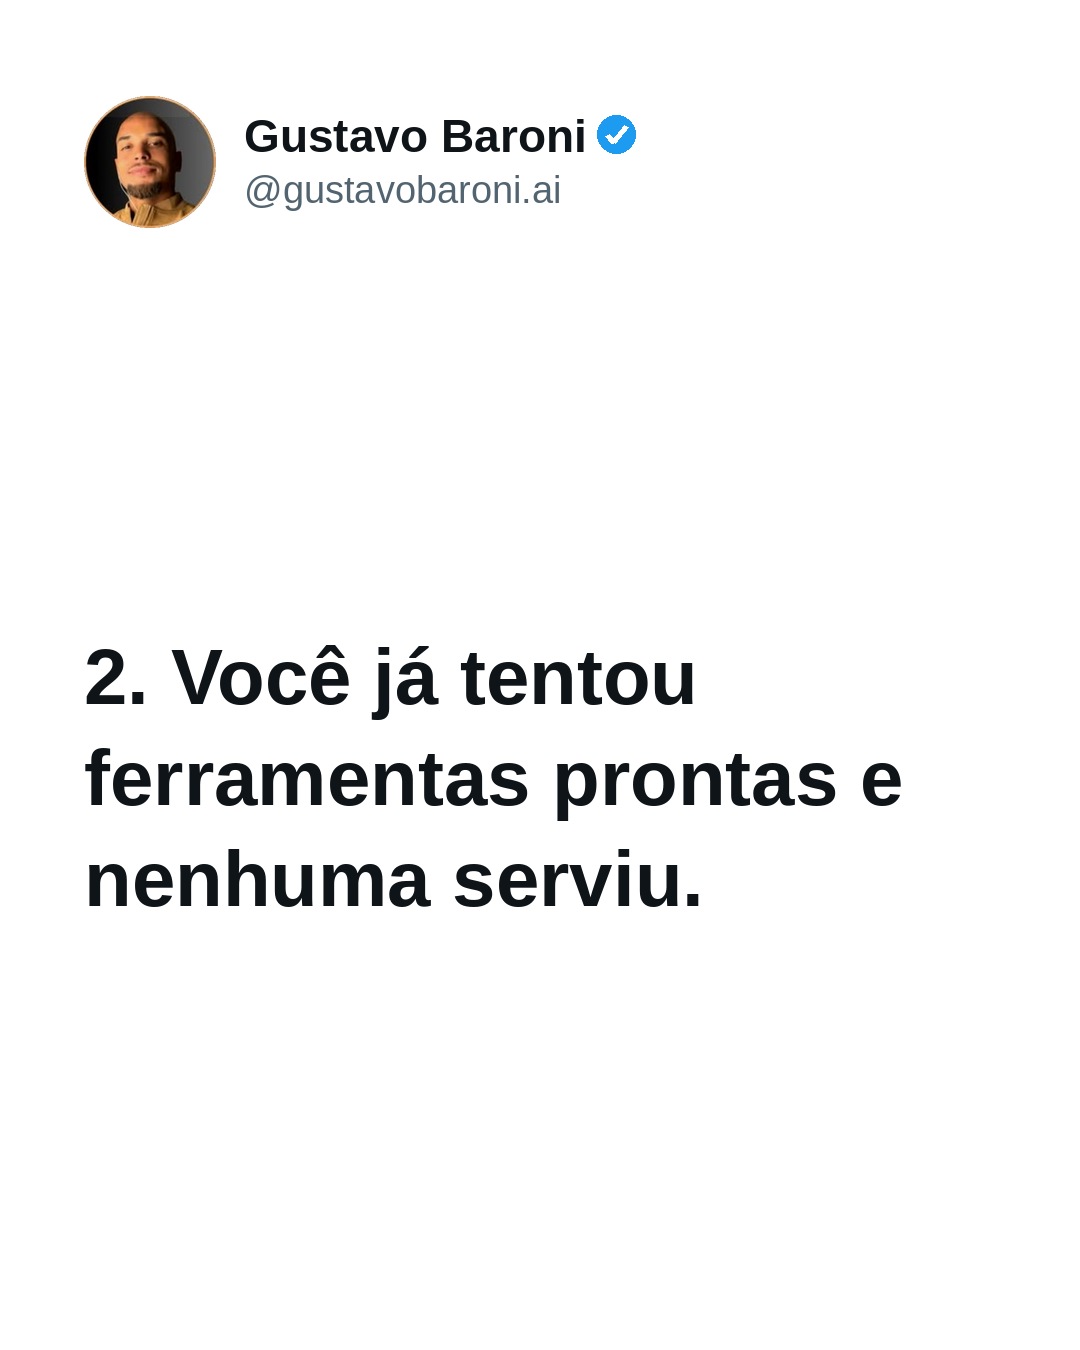 Gustavo Baroni
@gustavobaroni.ai
2. Você já tentou
ferramentas prontas e
nenhuma serviu.